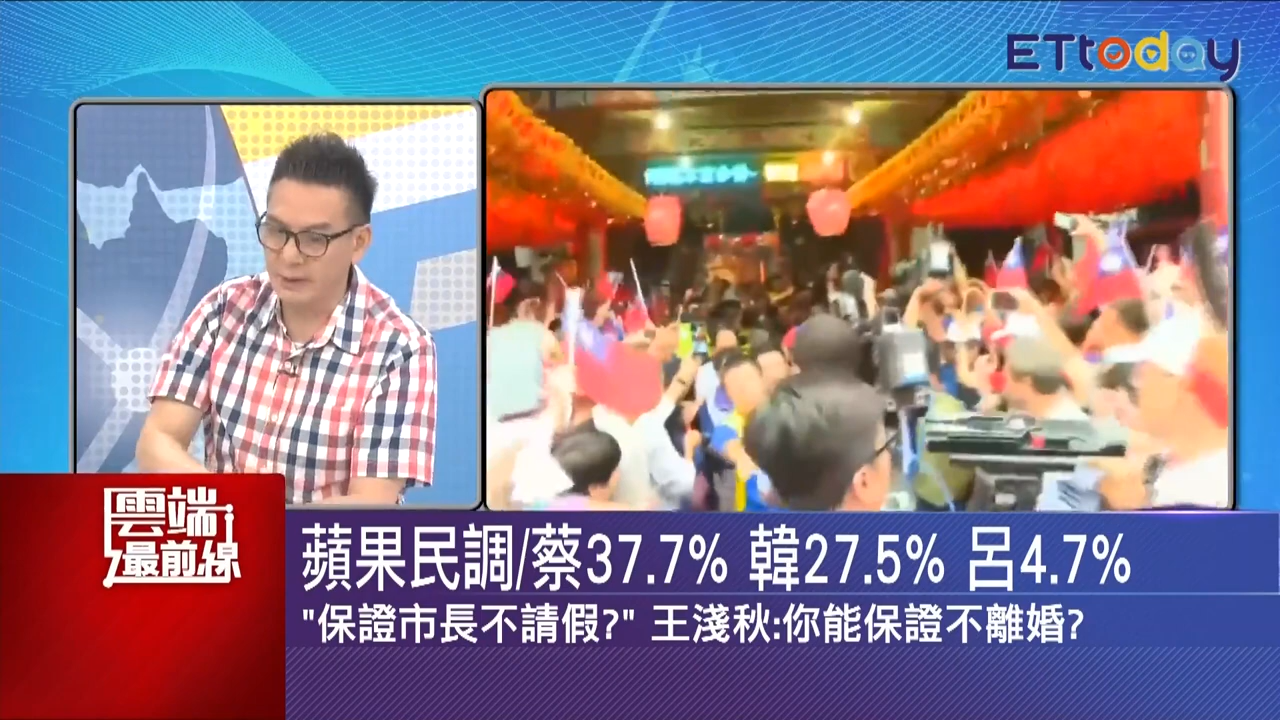 ETtoday
雲端
最前線
蘋果民調/蔡37.7% 韓27.5% 呂4.7%
"保證市長不請假?" 王淺秋:你能保證不離婚?